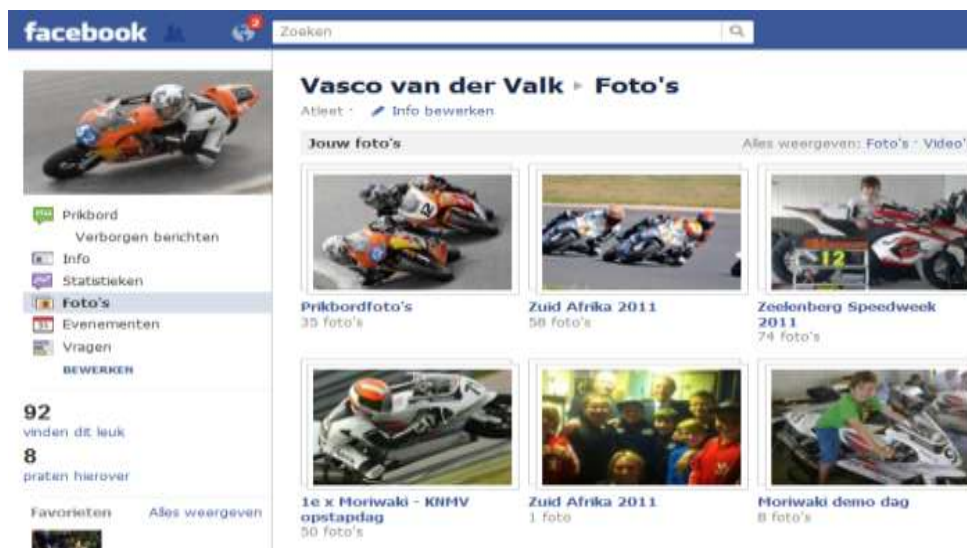 facebook
2
Zoeken
Vasco van der Valk ▸ Foto's
Atleet · Info bewerken
Jouw foto's
Alles weergeven: Foto's · Video'
Prikbord
Verborgen berichten
Info
Statistieken
Foto's
31 Evenementen
Vragen
BEWERKEN
92
vinden dit leuk
8
praten hierover
Favorieten Alles weergeven
12
Prikbordfoto's
35 foto's
Zuid Afrika 2011
58 foto's
Zeelenberg Speedweek
2011
74 foto's
1e x Moriwaki - KNMV
opstapdag
50 foto's
Zuid Afrika 2011
1 foto
Moriwaki demo dag
8 foto's